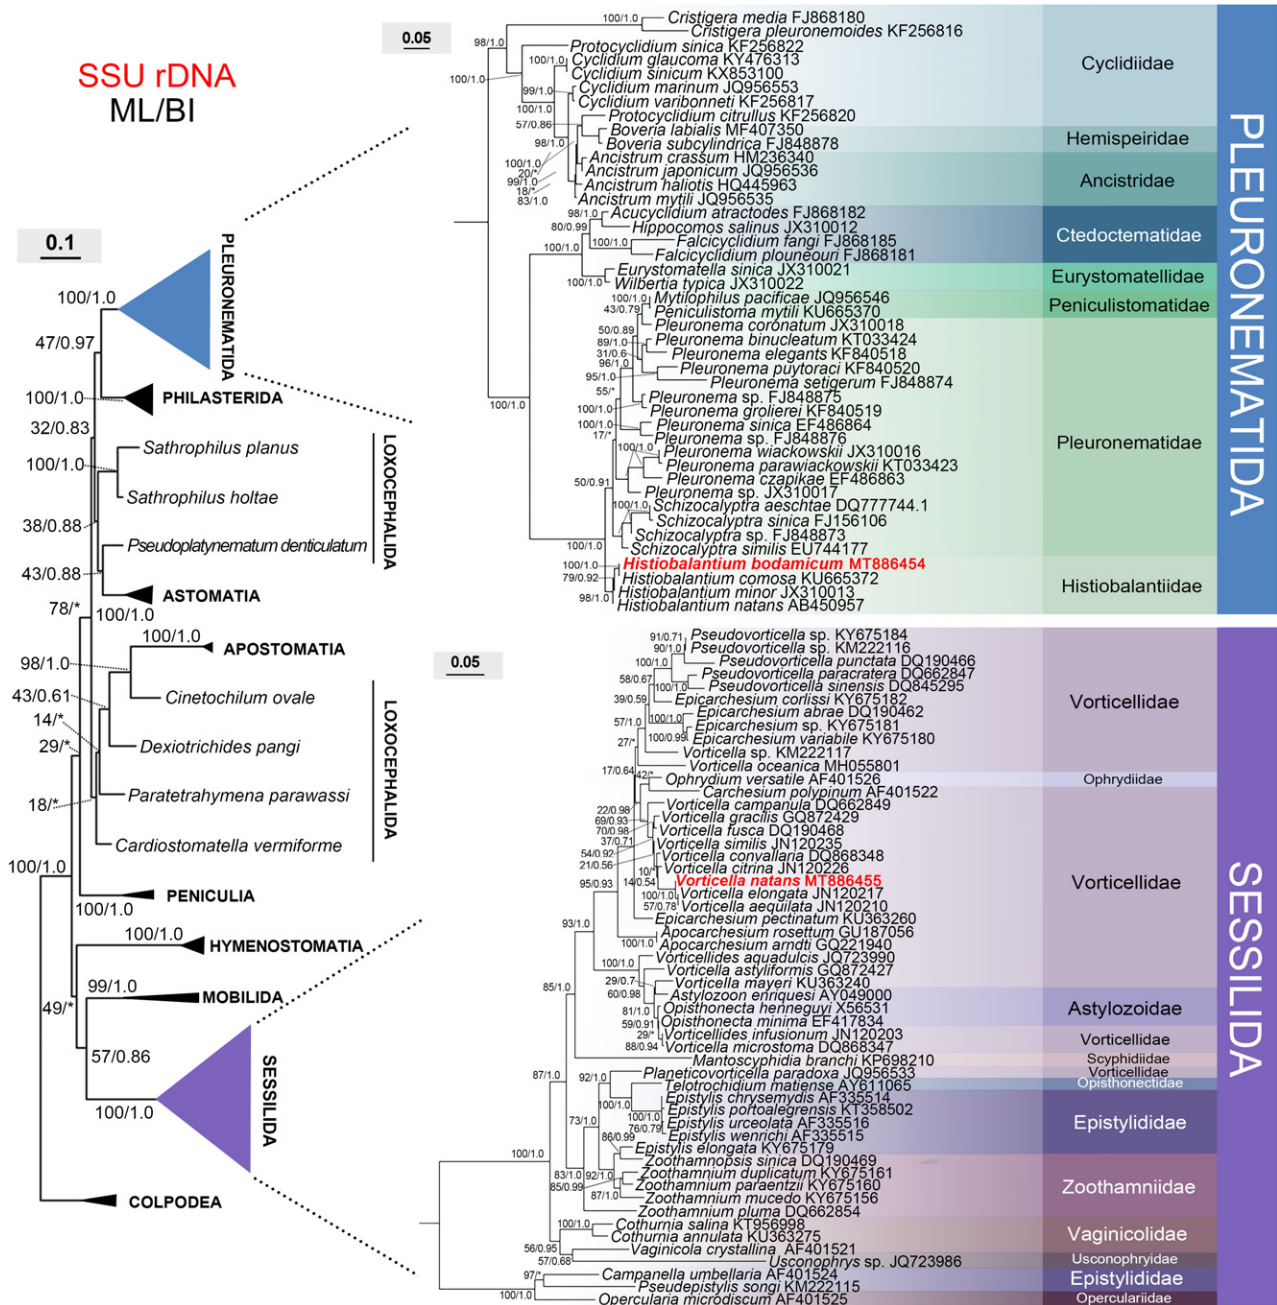 SSU rDNA
ML/BI
0.1
100/1.0
PLEURONEMATIDA
47/0.97
100/1.0
PHILASTERIDA
32/0.83
Sathrophilus planus
100/1.0
Sathrophilus holtae
LOXOCEPHALIDA
38/0.88
Pseudoplatynematum denticulatum
43/0.88
ASTOMATIA
100/1.0
78/*
100/1.0
APOSTOMATIA
98/1.0
43/0.61
Cinetochilum ovale
14/*
29/*
Dexiotrichides pangi
LOXOCEPHALIDA
18/*
Paratetrahymena parawassi
Cardiostomatella vermiforme
100/1.0
PENICULIA
100/1.0
100/1.0
HYMENOSTOMATIA
99/1.0
MOBILIDA
49/*
57/0.86
SESSILIDA
100/1.0
COLPODEA
0.05
100/1.0
Cristigera media FJ868180
Cristigera pleuronemoides KF256816
98/1.0
Protocyclidium sinica KF256822
Cyclidium glaucoma KY476313
Cyclidium sinicum KX853100
100/1.0
99/1.0
Cyclidium marinum JQ956553
Cyclidium varibonneti KF256817
100/1.0
Protocyclidium citrullus KF256820
57/0.86
Boveria labialis MF407350
Boveria subcylindrica FJ848878
98/1.0
Ancistrum crassum HM236340
100/1.0
Ancistrum japonicum JQ956536
20/*
99/1.0
Ancistrum haliotis HQ445963
18/*
83/1.0
Ancistrum mytili JQ956535
98/1.0
Acucyclidium atractodes FJ868182
80/0.99
Hippocomos salinus JX310012
100/1.0
100/1.0
Falcicyclidium fangi FJ868185
Falcicyclidium plouneouri FJ868181
Eurystomatella sinica JX310021
100/1.0
Wilbertia typica JX310022
100/1.0
Mytilophilus pacificae JQ956546
43/0.79
Peniculistoma mytili KU665370
Pleuronema coronatum JX310018
50/0.89
89/1.0
Pleuronema binucleatum KT033424
31/0.6
Pleuronema elegants KF840518
96/1.0
Pleuronema puytoraci KF840520
95/1.0
Pleuronema setigerum FJ848874
55/*
Pleuronema sp. FJ848875
100/1.0
100/1.0
Pleuronema grolierei KF840519
100/1.0
Pleuronema sinica EF486864
17/*
Pleuronema sp. FJ848876
100/1.0
Pleuronema wiackowskii JX310016
Pleuronema parawiackowskii KT033423
Pleuronema czapikae EF486863
50/0.91
Pleuronema sp. JX310017
100/1.0
Schizocalyptra aeschtae DQ777744.1
Schizocalyptra sinica FJ156106
Schizocalyptra sp. FJ848873
100/1.0
Schizocalyptra similis EU744177
100/1.0
Histiobalantium bodamicum MT886454
79/0.92
Histiobalantium comosa KU665372
Histiobalantium minor JX310013
98/1.0
Histiobalantium natans AB450957
Cyclidiidae
Hemispeiridae
Ancistridae
Ctedoctematidae
Eurystomatellidae
Peniculistomatidae
Pleuronematidae
Histiobalantiidae
PLEURONEMATIDA
0.05
91/0.71
Pseudovorticella sp. KY675184
90/1.0
Pseudovorticella sp. KM222116
100/1.0
Pseudovorticella punctata DQ190466
58/0.67
Pseudovorticella paracratera DQ662847
100/1.0
Pseudovorticella sinensis DQ845295
39/0.59
Epicarchesium corlissi KY675182
Epicarchesium abrae DQ190462
57/1.0
100/1.0
Epicarchesium sp. KY675181
100/0.99
Epicarchesium variabile KY675180
27/*
Vorticella sp. KM222117
17/0.64
Vorticella oceanica MH055801
42/*
Ophrydium versatile AF401526
Carchesium polypinum AF401522
22/0.98
Vorticella campanula DQ662849
69/0.93
Vorticella gracilis GQ872429
70/0.98
Vorticella fusca DQ190468
37/0.71
Vorticella similis JN120235
54/0.92
Vorticella convallaria DQ868348
21/0.56
10/*
Vorticella citrina JN120226
14/0.54
Vorticella natans MT886455
95/0.93
100/1.0
Vorticella elongata JN120217
57/0.78
Vorticella aequilata JN120210
93/1.0
Epicarchesium pectinatum KU363260
Apocarchesium rosettum GU187056
100/1.0
Apocarchesium arndti GQ221940
100/1.0
Vorticellides aquadulcis JQ723990
Vorticella astyliformis GQ872427
29/0.7
Vorticella mayeri KU363240
85/1.0
60/0.98
Astylozoon enriquesi AY049000
81/1.0
Opisthonecta henneguyi X56531
59/0.91
Opisthonecta minima EF417834
29/*
Vorticellides infusionum JN120203
88/0.94
Vorticella microstoma DQ868347
Mantoscyphidia branchi KP698210
87/1.0
92/1.0
Planeticovorticella paradoxa JQ956533
Telotrochidium matiense AY611065
Epistylis chrysemydis AF335514
100/1.0
100/1.0
Epistylis portoalegrensis KT358502
73/1.0
Epistylis urceolata AF335516
76/0.79
Epistylis wenrichi AF335515
86/0.99
Epistylis elongata KY675179
100/1.0
Zoothamnopsis sinica DQ190469
83/1.0
92/1.0
Zoothamnium duplicatum KY675161
85/0.99
Zoothamnium paraentzii KY675160
87/1.0
Zoothamnium mucedo KY675156
Zoothamnium pluma DQ662854
100/1.0
Cothurnia salina KT956998
Cothurnia annulata KU363275
56/0.95
Vaginicola crystallina AF401521
57/0.68
Usconophrys sp. JQ723986
97/*
Campanella umbellaria AF401524
Pseudepistylis songi KM222115
100/1.0
Opercularia microdiscum AF401525
Vorticellidae
Ophrydiidae
Vorticellidae
Astylozoidae
Vorticellidae
Scyphidiidae
Vorticellidae
Opisthonectidae
Epistylididae
Zoothamniidae
Vaginicolidae
Usconophryidae
Epistylididae
Operculariidae
SESSILIDA